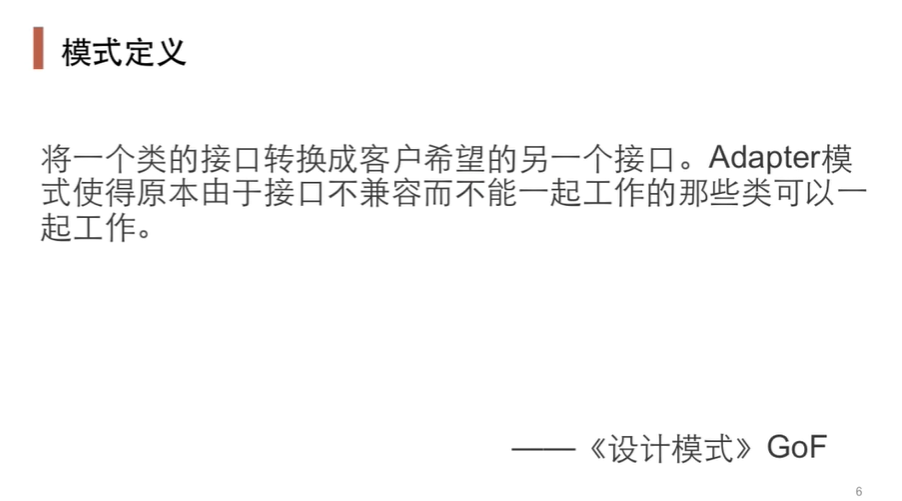 模式定义
将一个类的接口转换成客户希望的另一个接口。Adapter模
式使得原本由于接口不兼容而不能一起工作的那些类可以一
起工作。
——《设计模式》GoF
6